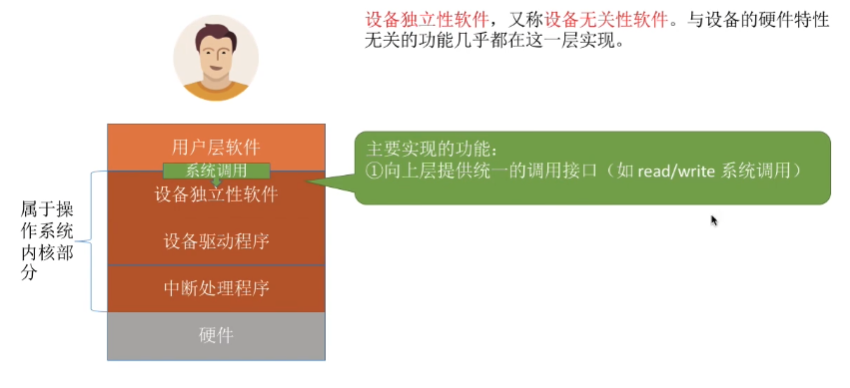 设备独立性软件，又称设备无关性软件。与设备的硬件特性
无关的功能几乎都在这一层实现。
用户层软件
系统调用
设备独立性软件
设备驱动程序
中断处理程序
硬件
属于操
作系统
内核部
分
主要实现的功能：
①向上层提供统一的调用接口（如 read/write 系统调用）